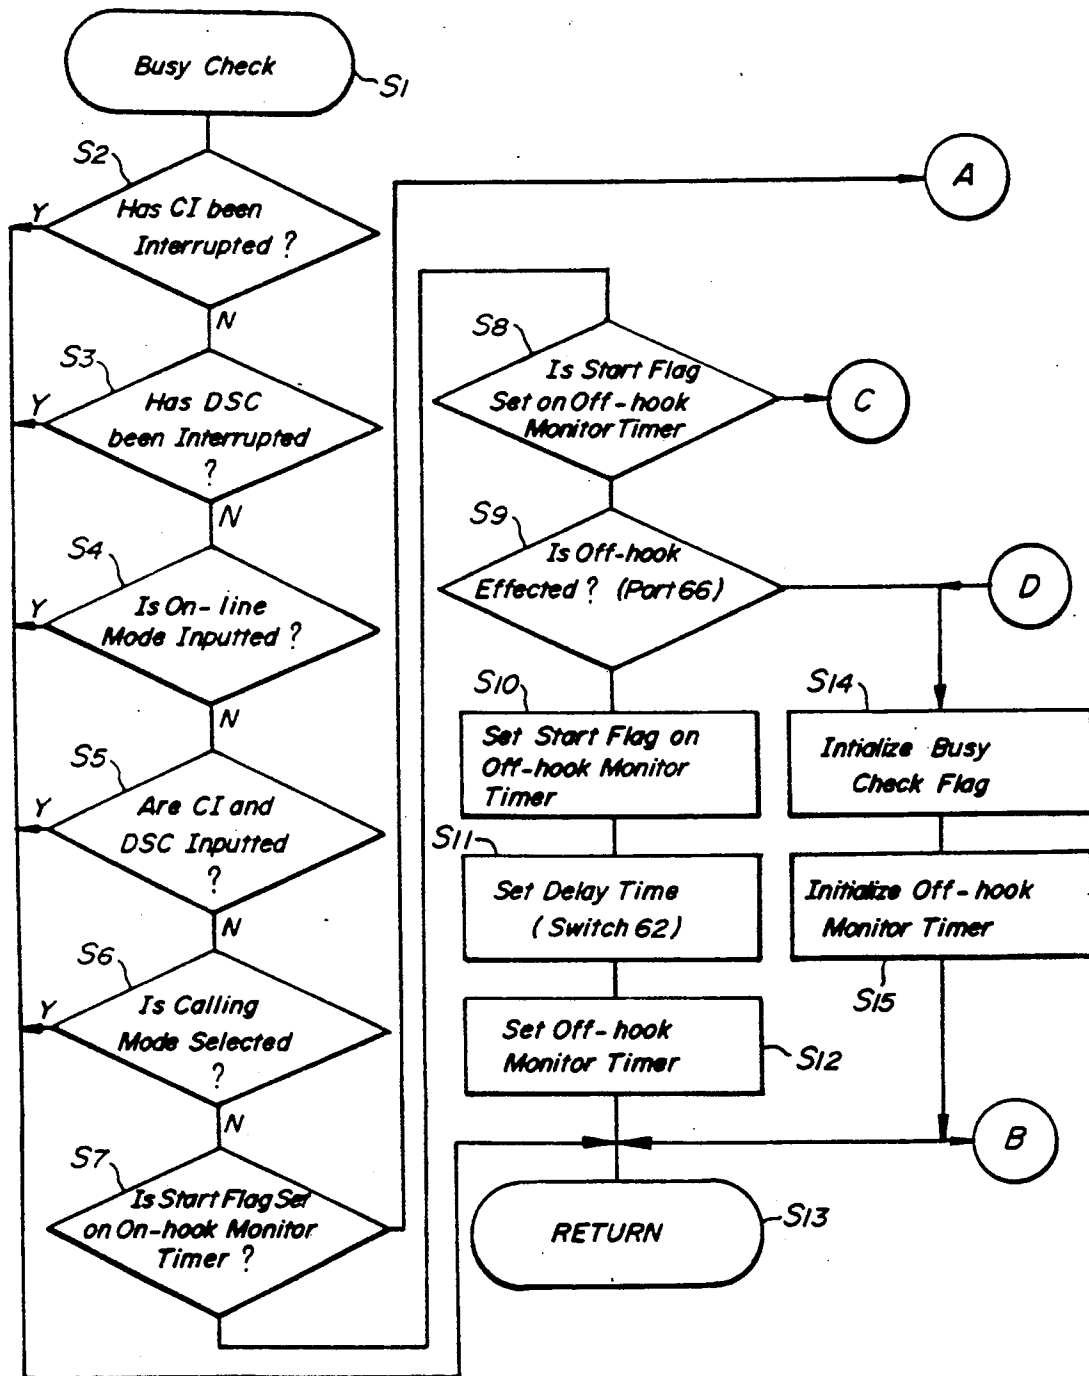 Busy Check
S1
S2
Has CI been
Interrupted ?
Y
N
S3
Has DSC
been Interrupted
?
Y
N
S4
Is On-line
Mode Inputted ?
Y
N
S5
Are CI and
DSC Inputted
?
Y
N
S6
Is Calling
Mode Selected
?
Y
N
S7
Is Start Flag Set
on On-hook Monitor
Timer ?
A
S8
Is Start Flag
Set on Off-hook
Monitor Timer
C
S9
Is Off-hook
Effected ? (Port 66)
D
S10
Set Start Flag on
Off-hook Monitor
Timer
S11
Set Delay Time
(Switch 62)
Set Off-hook
Monitor Timer
S12
S14
Intialize Busy
Check Flag
Initialize Off-hook
Monitor Timer
S15
B
RETURN
S13